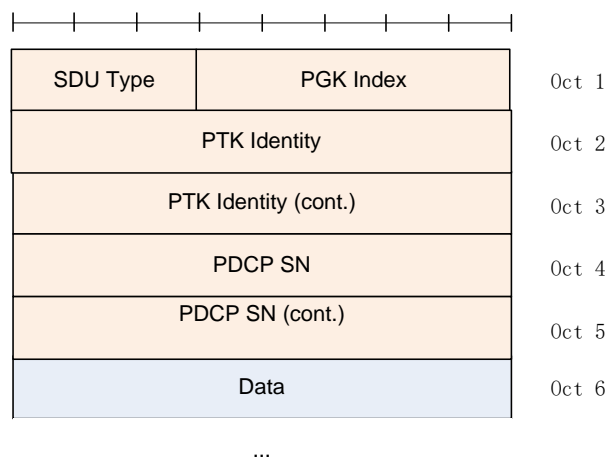 SDU Type PGK Index Oct 1
PTK Identity Oct 2
PTK Identity (cont.) Oct 3
PDCP SN Oct 4
PDCP SN (cont.) Oct 5
Data Oct 6
...